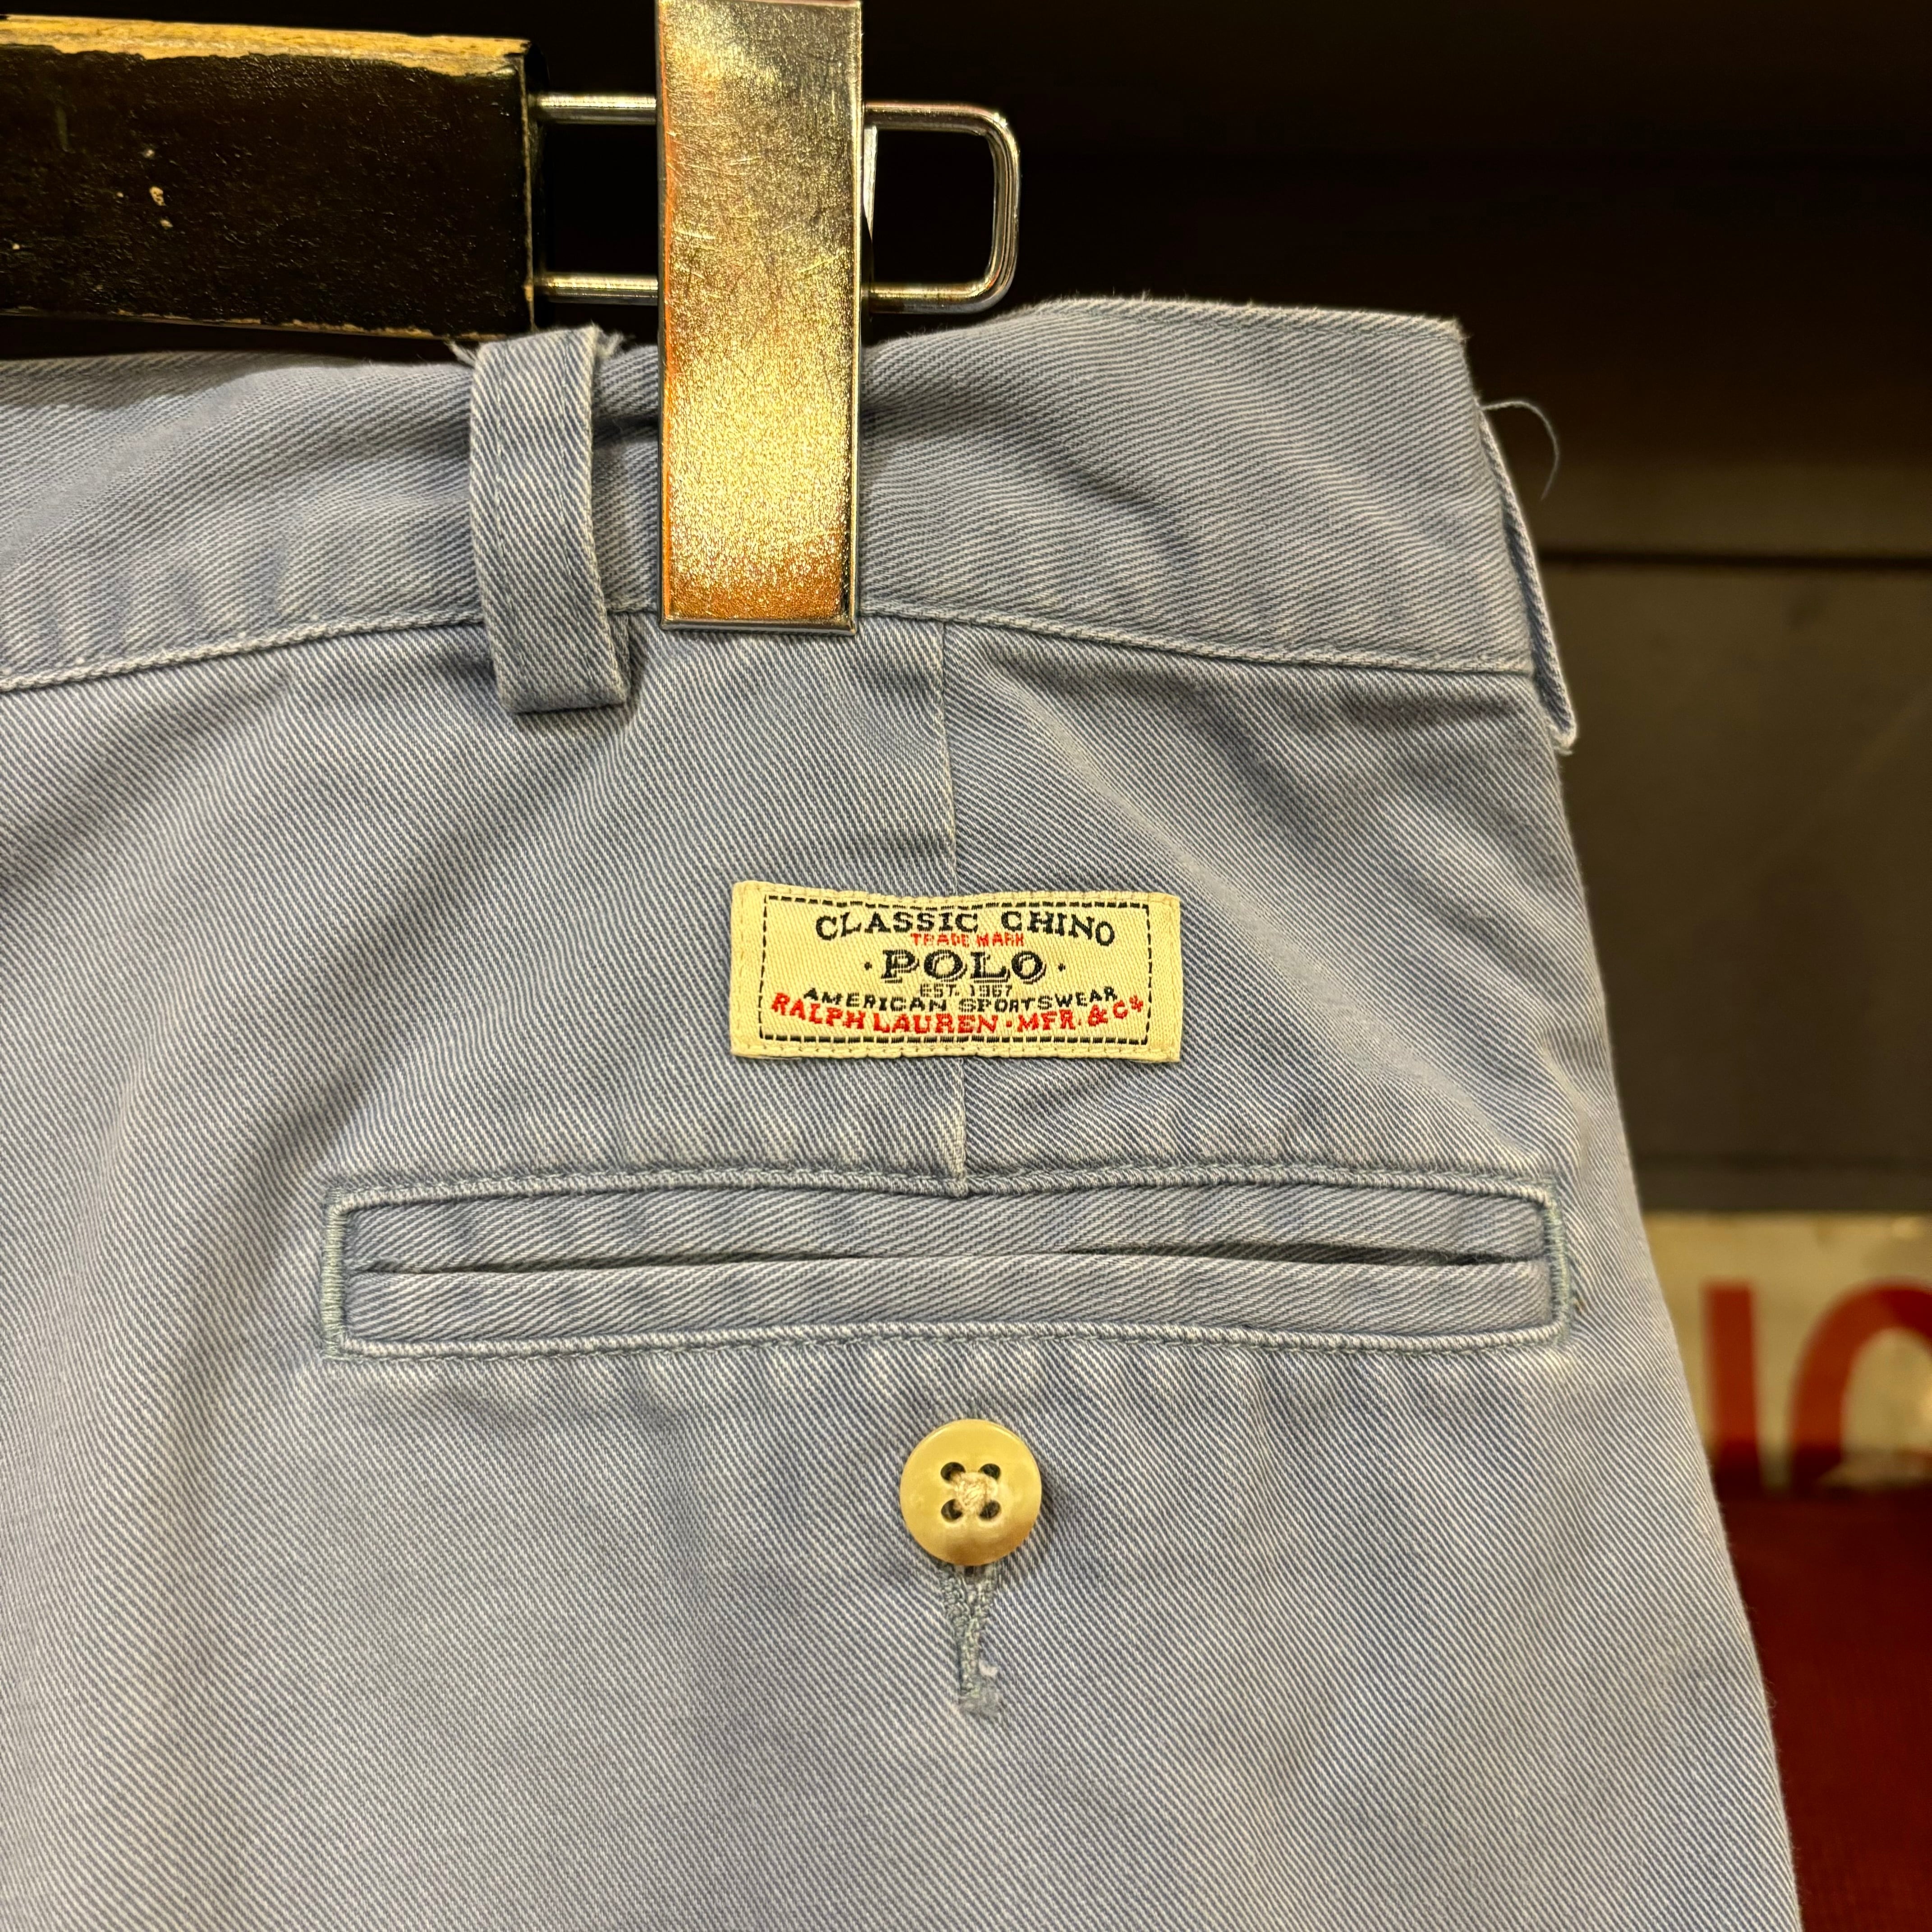 CLASSIC CHINO
TRADE MARK
·POLO·
EST. 1967
AMERICAN SPORTSWEAR
RALPH LAUREN·MFR.&Co